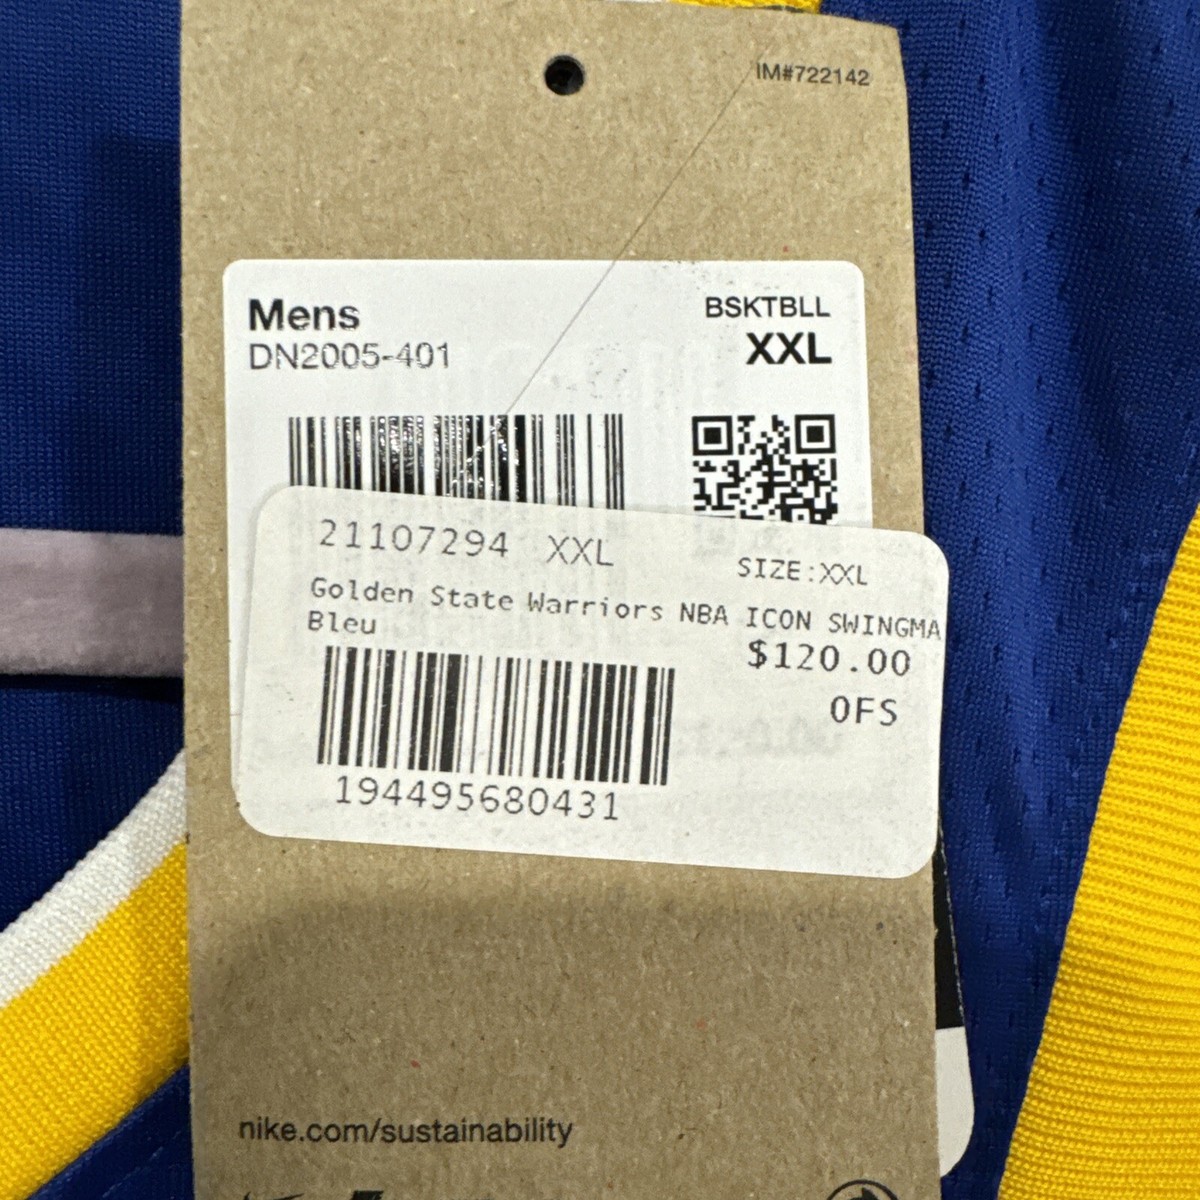 IM#722142
Mens
DN2005-401
BSKTBLL
XXL
21107294 XXL
SIZE:XXL
Golden State Warriors NBA ICON SWINGMA
Bleu
$120.00
OFS
194495680431
nike.com/sustainability